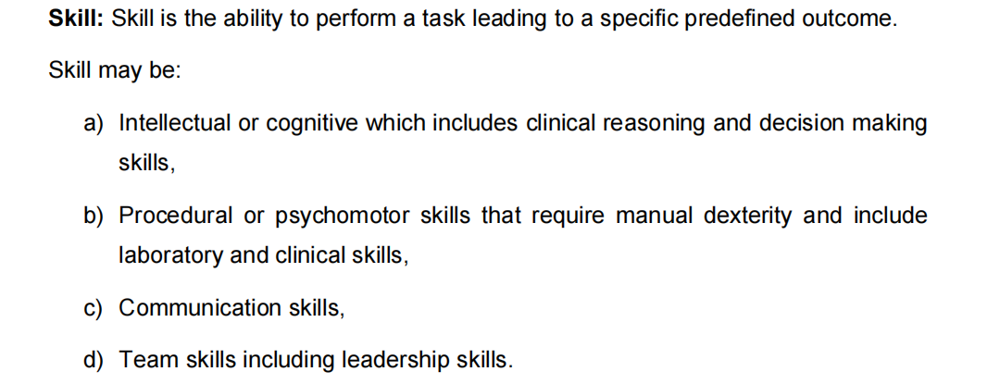 Skill: Skill is the ability to perform a task leading to a specific predefined outcome.
Skill may be:
a) Intellectual or cognitive which includes clinical reasoning and decision making
skills,
b) Procedural or psychomotor skills that require manual dexterity and include
laboratory and clinical skills,
c) Communication skills,
d) Team skills including leadership skills.